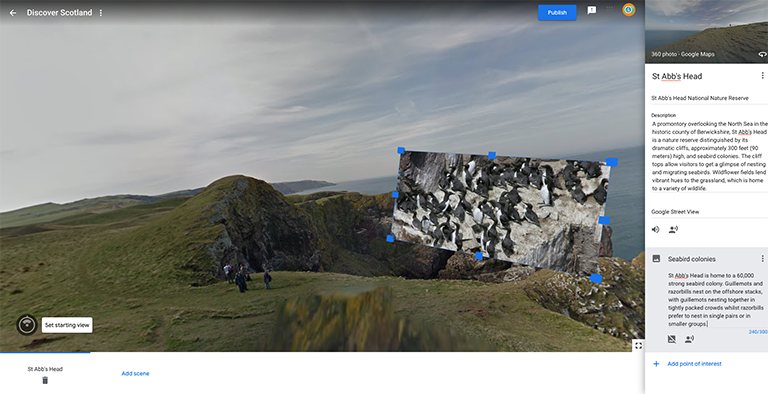 Discover Scotland
Publish
360 photo - Google Maps
St Abb's Head
St Abb's Head National Nature Reserve
Description
A promontory overlooking the North Sea in the
historic county of Berwickshire, St Abb's Head
is a nature reserve distinguished by its
dramatic cliffs, approximately 300 feet (90
meters) high, and seabird colonies. The cliff
tops allow visitors to get a glimpse of nesting
and migrating seabirds. Wildflower fields lend
vibrant hues to the grassland, which is home
to a variety of wildlife.
Google Street View
Seabird colonies
St Abb's Head is home to a 60,000
strong seabird colony. Guillemots and
razorbills nest on the offshore stacks,
with guillemots nesting together in
tightly packed crowds whilst razorbills
prefer to nest in single pairs or in
smaller groups.
240/300
Add point of interest
Set starting view
St Abb's Head
Add scene